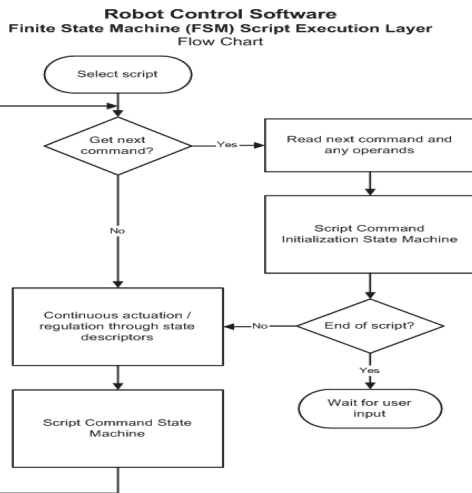 Robot Control Software
Finite State Machine (FSM) Script Execution Layer
Flow Chart
Select script
Get next
command?
Yes
Read next command and
any operands
Script Command
Initialization State Machine
No
Continuous actuation /
regulation through state
descriptors
No
End of script?
Yes
Script Command State
Machine
Wait for user
input